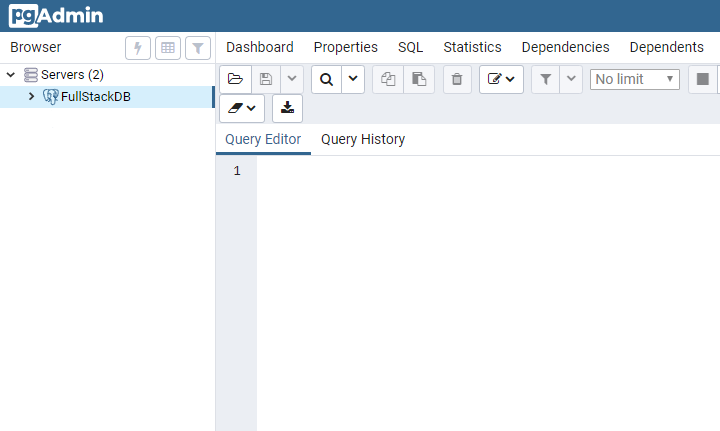 pgAdmin
Browser
Dashboard Properties SQL Statistics Dependencies Dependents
Servers (2)
FullStackDB
No limit
Query Editor Query History
1